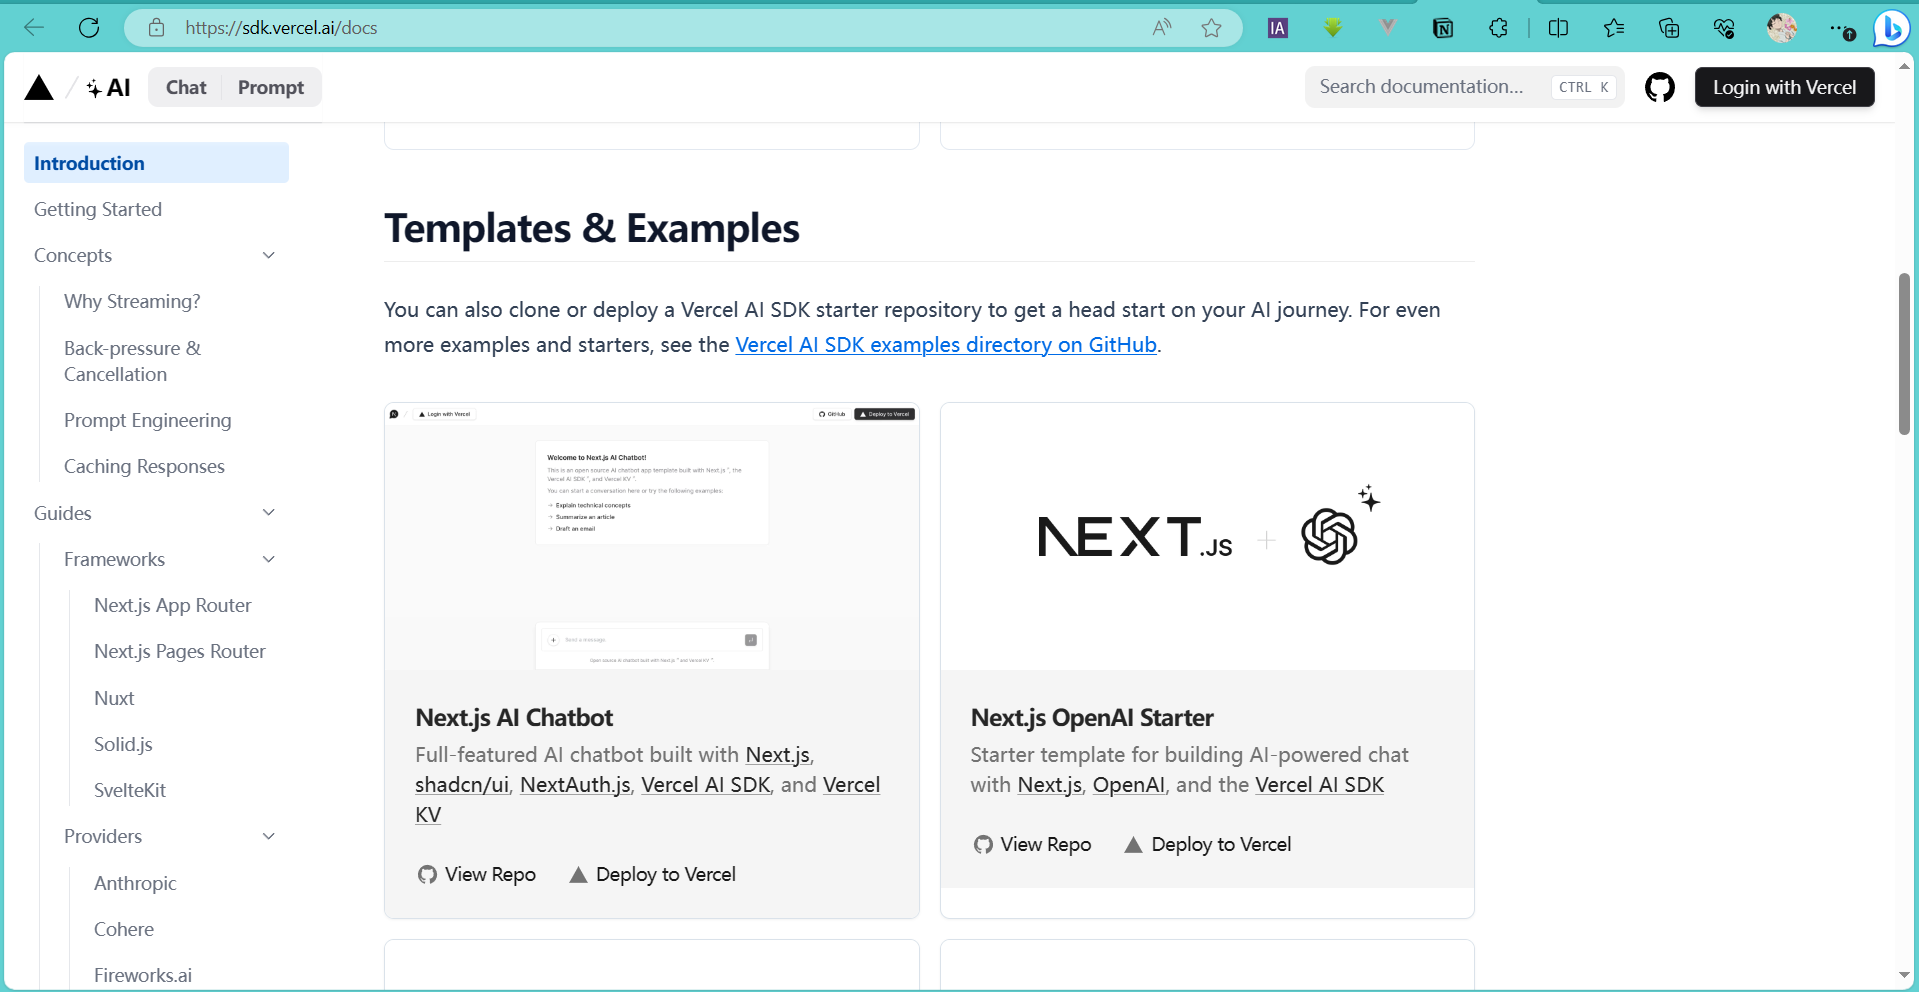 https://sdk.vercel.ai/docs
IA
AI
Chat
Prompt
Search documentation...
CTRL K
Login with Vercel
Introduction
Getting Started
Concepts
Why Streaming?
Back-pressure &
Cancellation
Prompt Engineering
Caching Responses
Guides
Frameworks
Next.js App Router
Next.js Pages Router
Nuxt
Solid.js
SvelteKit
Providers
Anthropic
Cohere
Fireworks.ai
Templates & Examples
You can also clone or deploy a Vercel AI SDK starter repository to get a head start on your AI journey. For even
more examples and starters, see the Vercel AI SDK examples directory on GitHub.
Login with Vercel
GitHub
Deploy to Vercel
Welcome to Next.js AI Chatbot!
This is an open source AI chatbot app template built with Next.js, the
Vercel AI SDK, and Vercel KV.
You can start a conversation here or try the following examples:
→ Explain technical concepts
→ Summarize an article
→ Draft an email
Send a message
Open source AI chatbot built with Next.js and Vercel KV.
Next.js AI Chatbot
Full-featured AI chatbot built with Next.js,
shadcn/ui, NextAuth.js, Vercel AI SDK, and Vercel
KV
View Repo
Deploy to Vercel
NEXT.JS
Next.js OpenAI Starter
Starter template for building AI-powered chat
with Next.js, OpenAI, and the Vercel AI SDK
View Repo
Deploy to Vercel